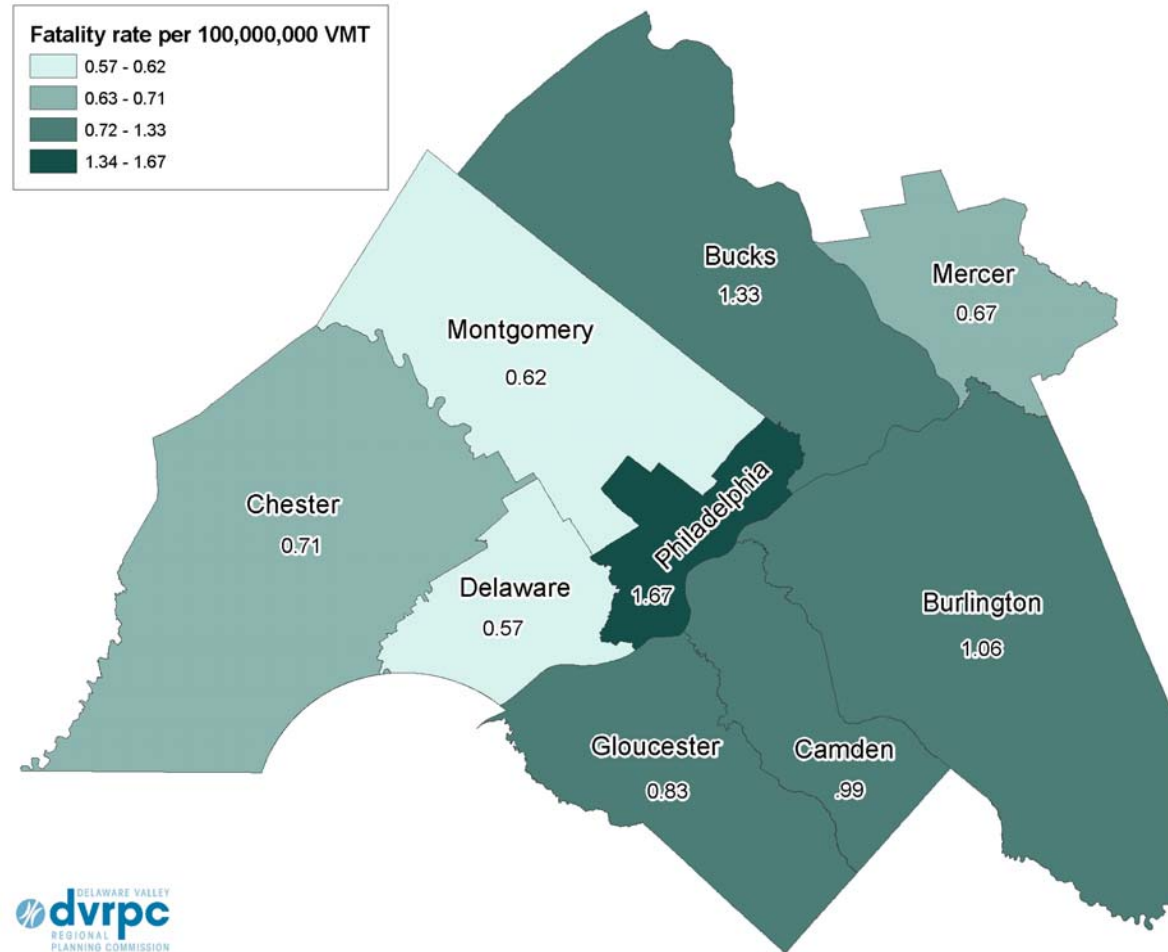 Fatality rate per 100,000,000 VMT
0.57 - 0.62
0.63 - 0.71
0.72 - 1.33
1.34 - 1.67
Bucks
1.33
Mercer
0.67
Montgomery
0.62
Philadelphia
1.67
Chester
0.71
Delaware
0.57
Burlington
1.06
Gloucester
0.83
Camden
.99
DELAWARE VALLEY
dvrpc
REGIONAL
PLANNING COMMISSION